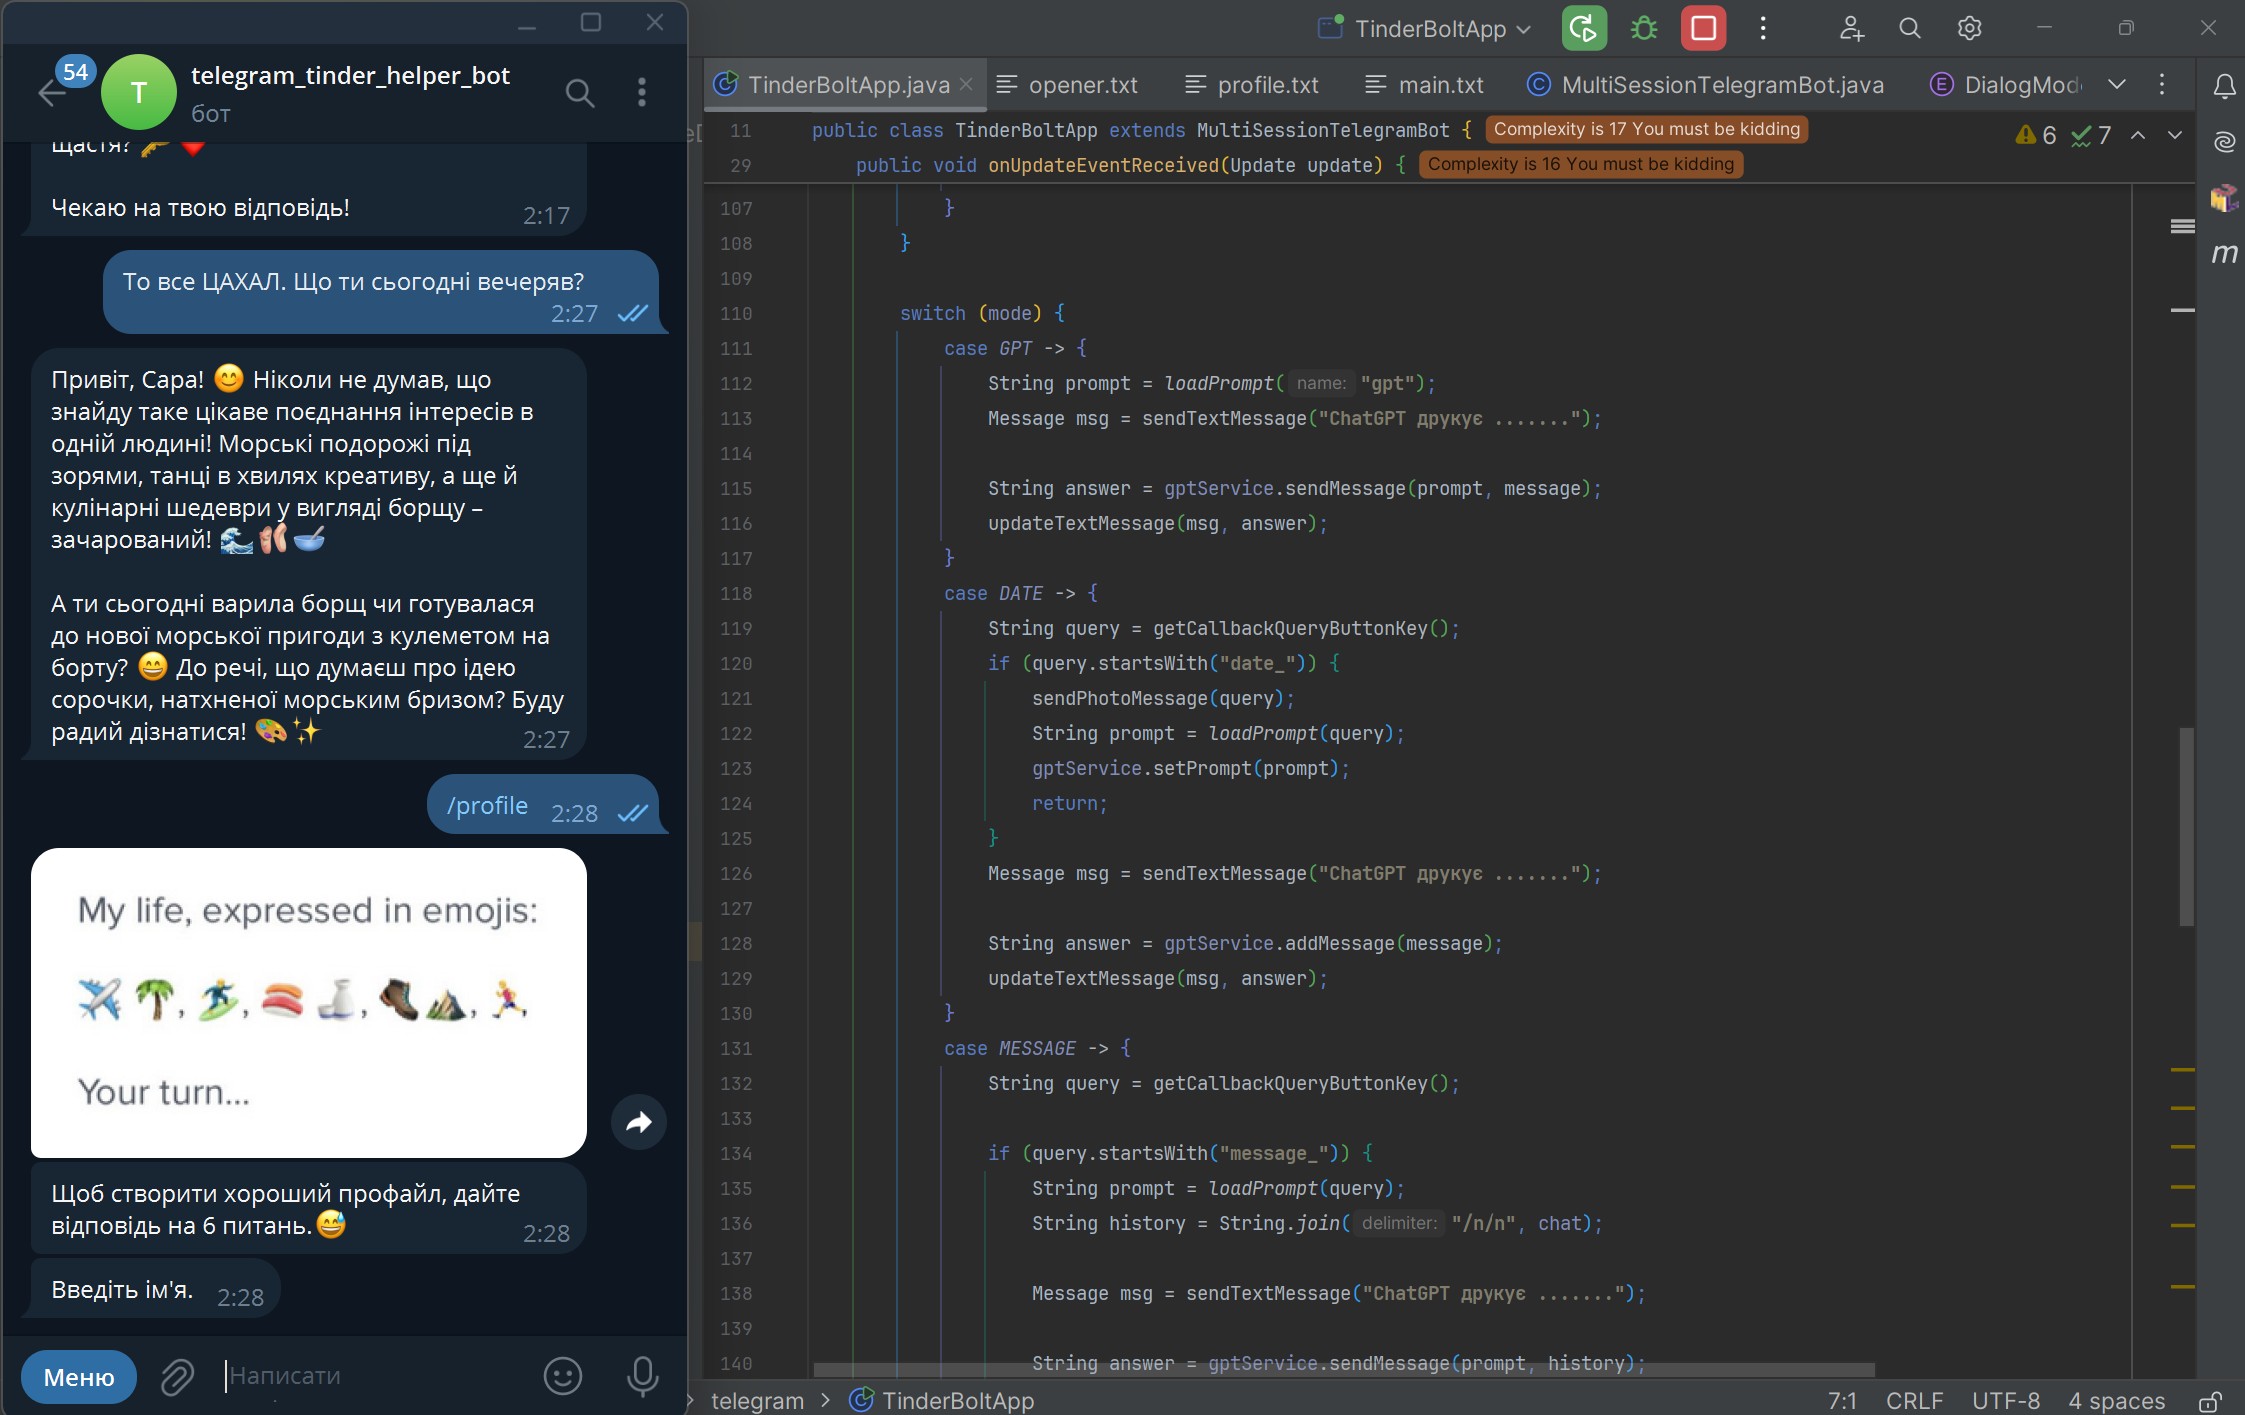 54
T
telegram_tinder_helper_bot
бот
щастя? 🔑 ❤️
Чекаю на твою відповідь!
2:17
То все ЦАХАЛ. Що ти сьогодні вечеряв?
2:27
Привіт, Сара! 😊 Ніколи не думав, що
знайду таке цікаве поєднання інтересів в
одній людині! Морські подорожі під
зорями, танці в хвилях креативу, а ще й
кулінарні шедеври у вигляді борщу –
зачарований! 🌊🩰🥣
А ти сьогодні варила борщ чи готувалася
до нової морської пригоди з кулеметом на
борту? 😄 До речі, що думаєш про ідею
сорочки, натхненої морським бризом? Буду
радий дізнатися! 🎨✨
2:27
/profile 2:28
My life, expressed in emojis:
✈️🌴, 🏄, 🍣🍶, 🥾⛰️, 🏃
Your turn...
Щоб створити хороший профайл, дайте
відповідь на 6 питань.😅
2:28
Введіть ім'я. 2:28
Меню
Написати
TinderBoltApp
TinderBoltApp.java
opener.txt
profile.txt
main.txt
MultiSessionTelegramBot.java
DialogMod
11 public class TinderBoltApp extends MultiSessionTelegramBot { Complexity is 17 You must be kidding
6 7
29 public void onUpdateEventReceived(Update update) { Complexity is 16 You must be kidding
107 }
108 }
109
110 switch (mode) {
111 case GPT -> {
112 String prompt = loadPrompt( name: "gpt");
113 Message msg = sendTextMessage("ChatGPT друкує .......");
114
115 String answer = gptService.sendMessage(prompt, message);
116 updateTextMessage(msg, answer);
117 }
118 case DATE -> {
119 String query = getCallbackQueryButtonKey();
120 if (query.startsWith("date_")) {
121 sendPhotoMessage(query);
122 String prompt = loadPrompt(query);
123 gptService.setPrompt(prompt);
124 return;
125 }
126 Message msg = sendTextMessage("ChatGPT друкує .......");
127
128 String answer = gptService.addMessage(message);
129 updateTextMessage(msg, answer);
130 }
131 case MESSAGE -> {
132 String query = getCallbackQueryButtonKey();
133
134 if (query.startsWith("message_")) {
135 String prompt = loadPrompt(query);
136 String history = String.join( delimiter: "/n/n", chat);
137
138 Message msg = sendTextMessage("ChatGPT друкує .......");
139
140 String answer = gptService.sendMessage(prompt, history);
m
telegram > TinderBoltApp
7:1 CRLF UTF-8 4 spaces